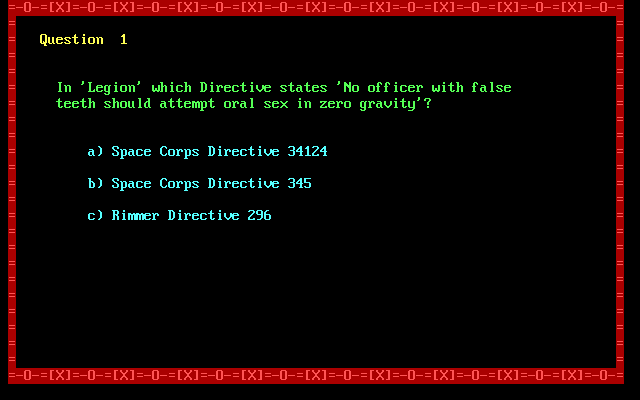 =-O-=[X]=-O-=[X]=-O-=[X]=-O-=[X]=-O-=[X]=-O-=[X]=-O-=[X]=-O-=[X]=-O-=[X]=-O-=
Question 1
In 'Legion' which Directive states 'No officer with false
teeth should attempt oral sex in zero gravity'?
a) Space Corps Directive 34124
b) Space Corps Directive 345
c) Rimmer Directive 296
=-O-=[X]=-O-=[X]=-O-=[X]=-O-=[X]=-O-=[X]=-O-=[X]=-O-=[X]=-O-=[X]=-O-=[X]=-O-=